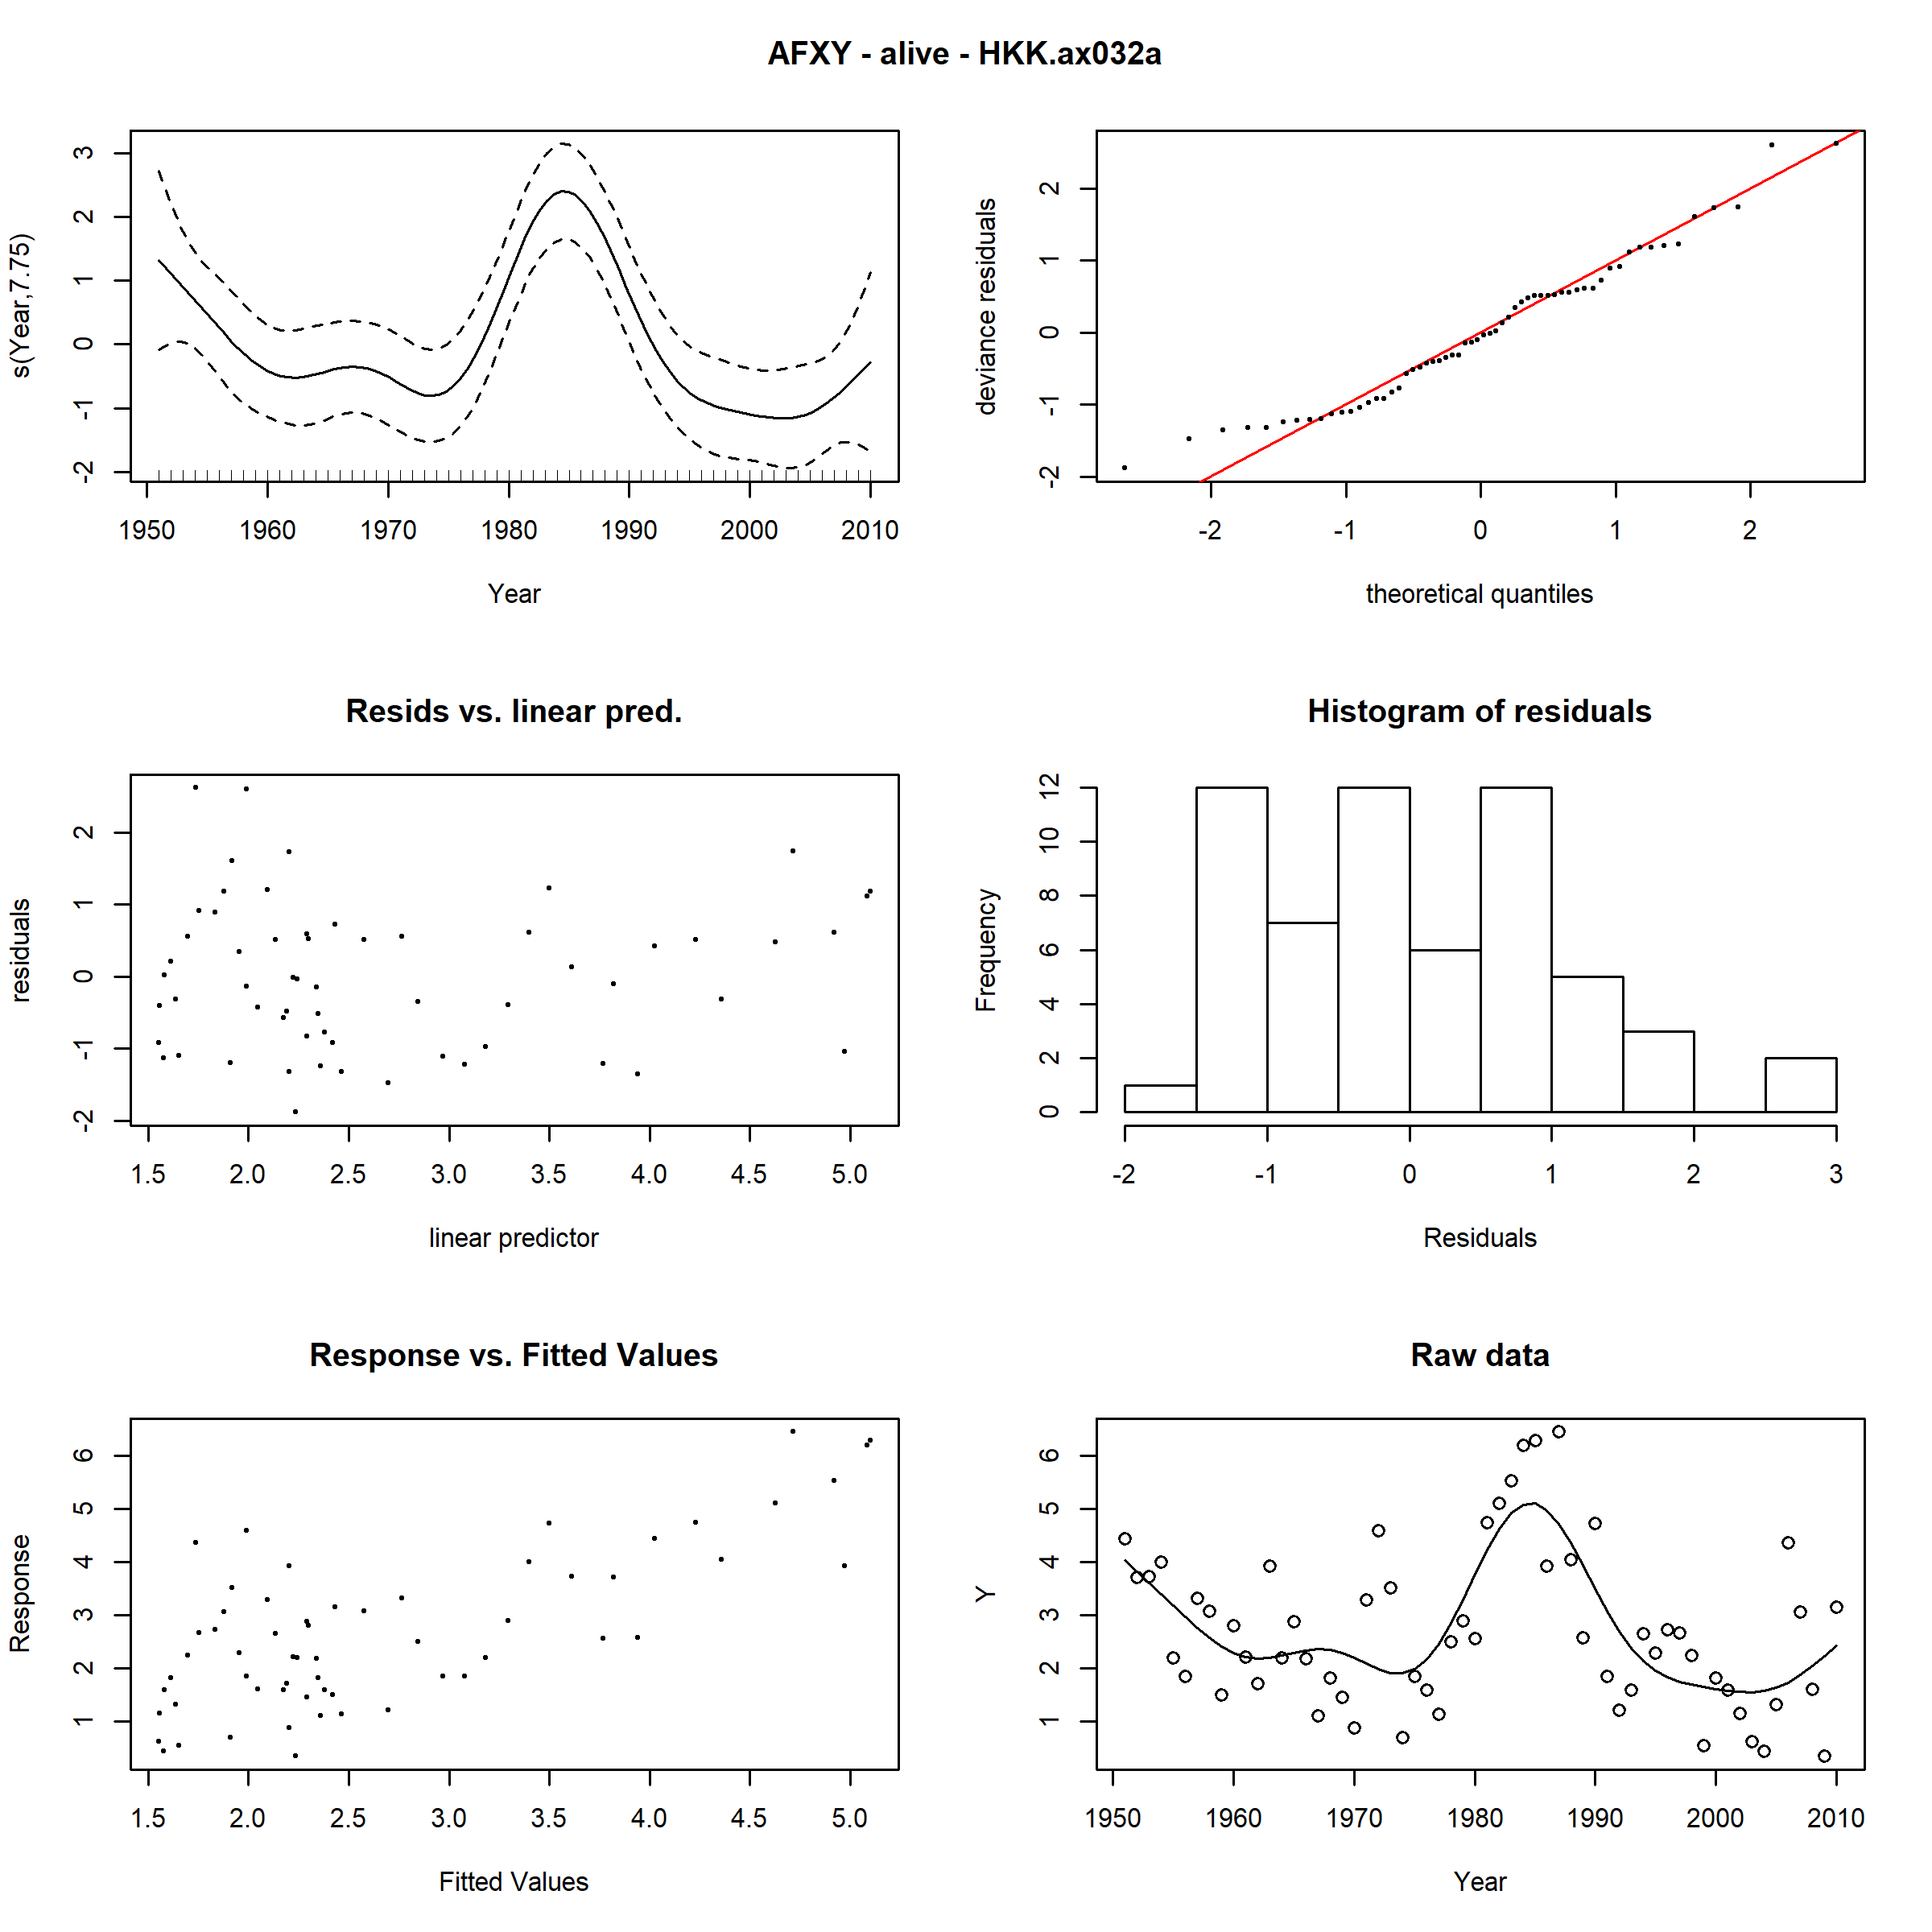 AFXY - alive - HKK.ax032a
s(Year,7.75)
-2 -1 0 1 2 3
1950 1960 1970 1980 1990 2000 2010
Year
deviance residuals
-2 -1 0 1 2
-2 -1 0 1 2
theoretical quantiles
Resids vs. linear pred.
residuals
-2 -1 0 1 2
1.5 2.0 2.5 3.0 3.5 4.0 4.5 5.0
linear predictor
Histogram of residuals
Frequency
0 2 4 6 8 10 12
-2 -1 0 1 2 3
Residuals
Response vs. Fitted Values
Response
1 2 3 4 5 6
1.5 2.0 2.5 3.0 3.5 4.0 4.5 5.0
Fitted Values
Raw data
Y
1 2 3 4 5 6
1950 1960 1970 1980 1990 2000 2010
Year